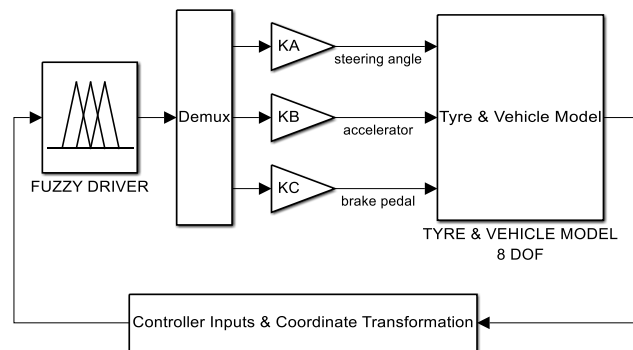 KA
steering angle
Demux
KB
accelerator
Tyre & Vehicle Model
FUZZY DRIVER
KC
brake pedal
TYRE & VEHICLE MODEL
8 DOF
Controller Inputs & Coordinate Transformation